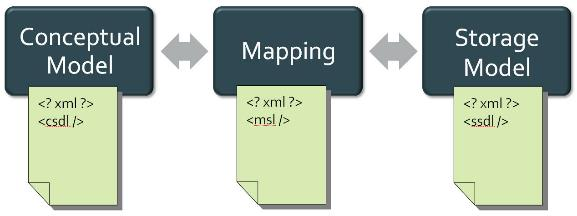 Conceptual
Model
Mapping
Storage
Model
<? xml ?>
<csdl />
<? xml ?>
<msl />
<? xml ?>
<ssdl />